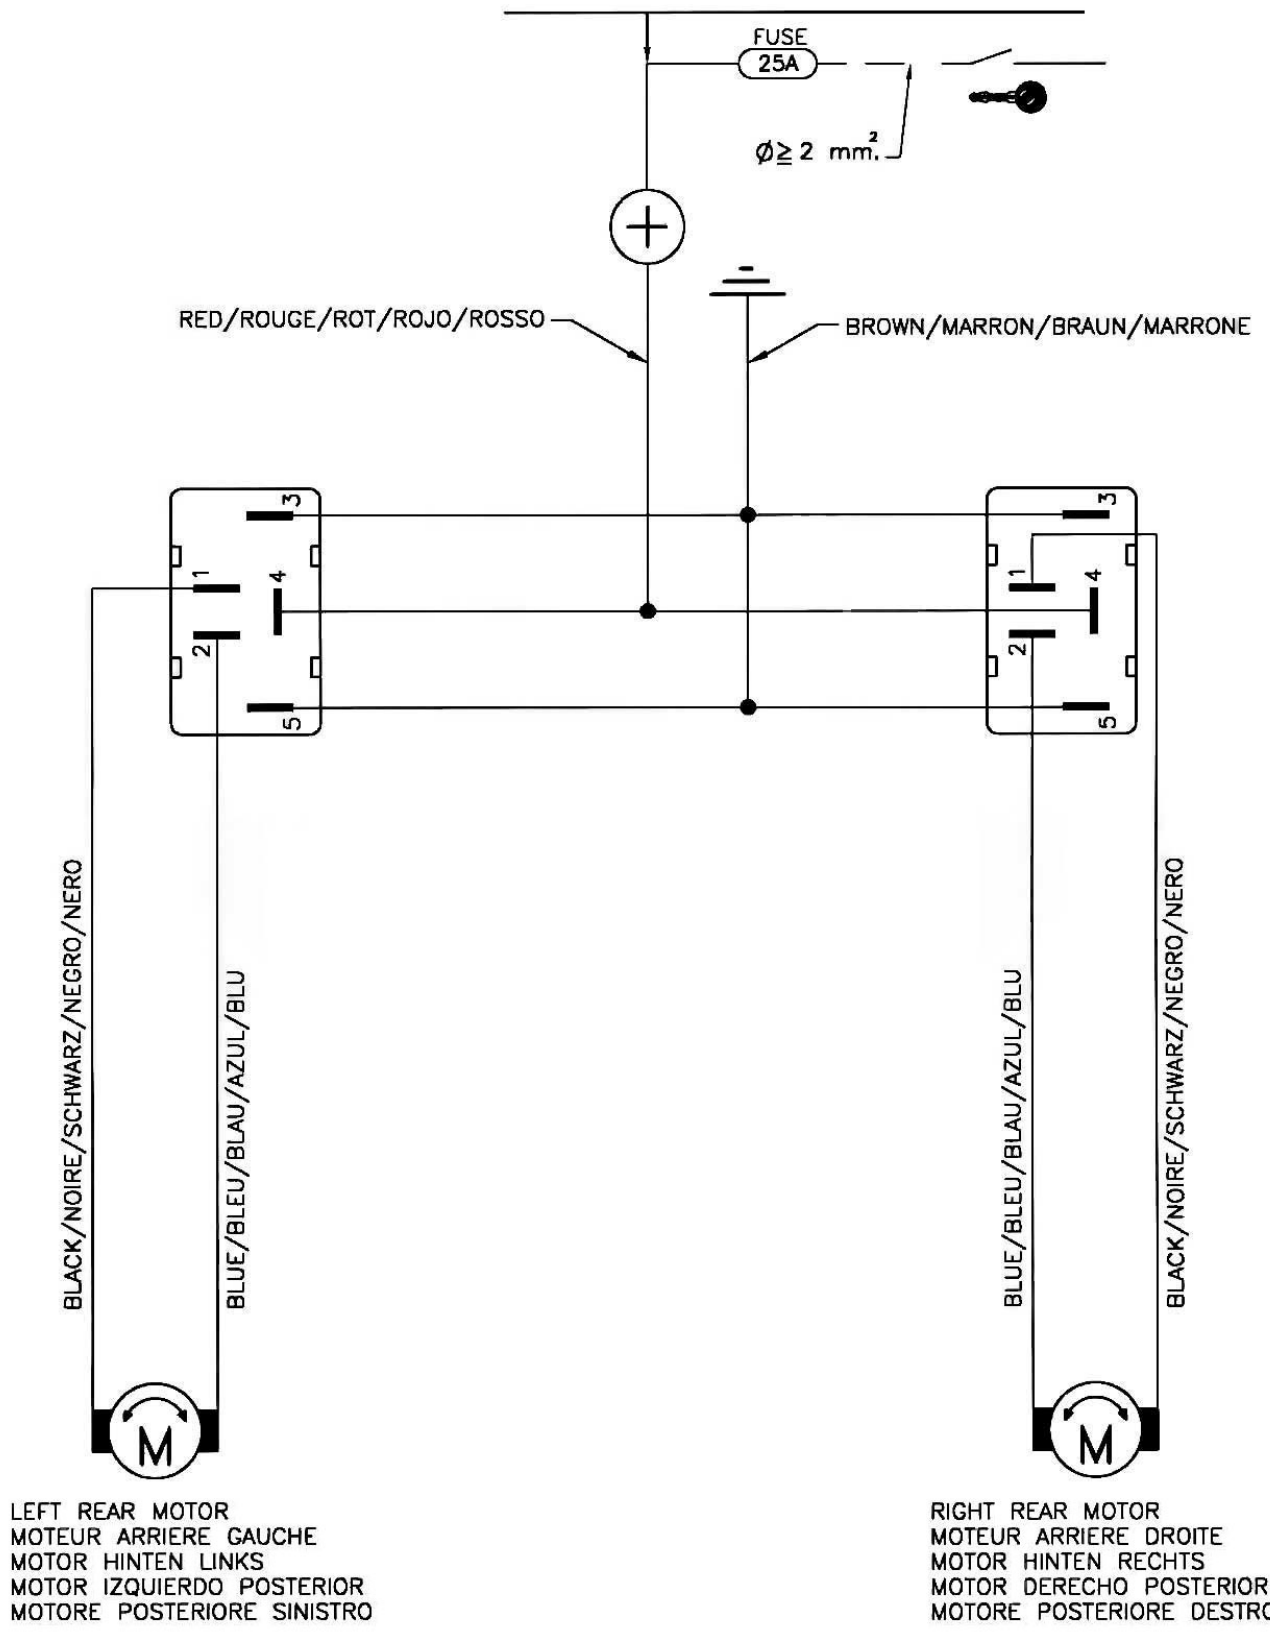 FUSE
25A
Ø≥2 mm.²
+
-
RED/ROUGE/ROT/ROJO/ROSSO
BROWN/MARRON/BRAUN/MARRONE
3
1
4
2
5
3
1
4
2
5
BLACK/NOIRE/SCHWARZ/NEGRO/NERO
BLUE/BLEU/BLAU/AZUL/BLU
BLUE/BLEU/BLAU/AZUL/BLU
BLACK/NOIRE/SCHWARZ/NEGRO/NERO
M
M
LEFT REAR MOTOR
MOTEUR ARRIERE GAUCHE
MOTOR HINTEN LINKS
MOTOR IZQUIERDO POSTERIOR
MOTORE POSTERIORE SINISTRO
RIGHT REAR MOTOR
MOTEUR ARRIERE DROITE
MOTOR HINTEN RECHTS
MOTOR DERECHO POSTERIOR
MOTORE POSTERIORE DESTRO